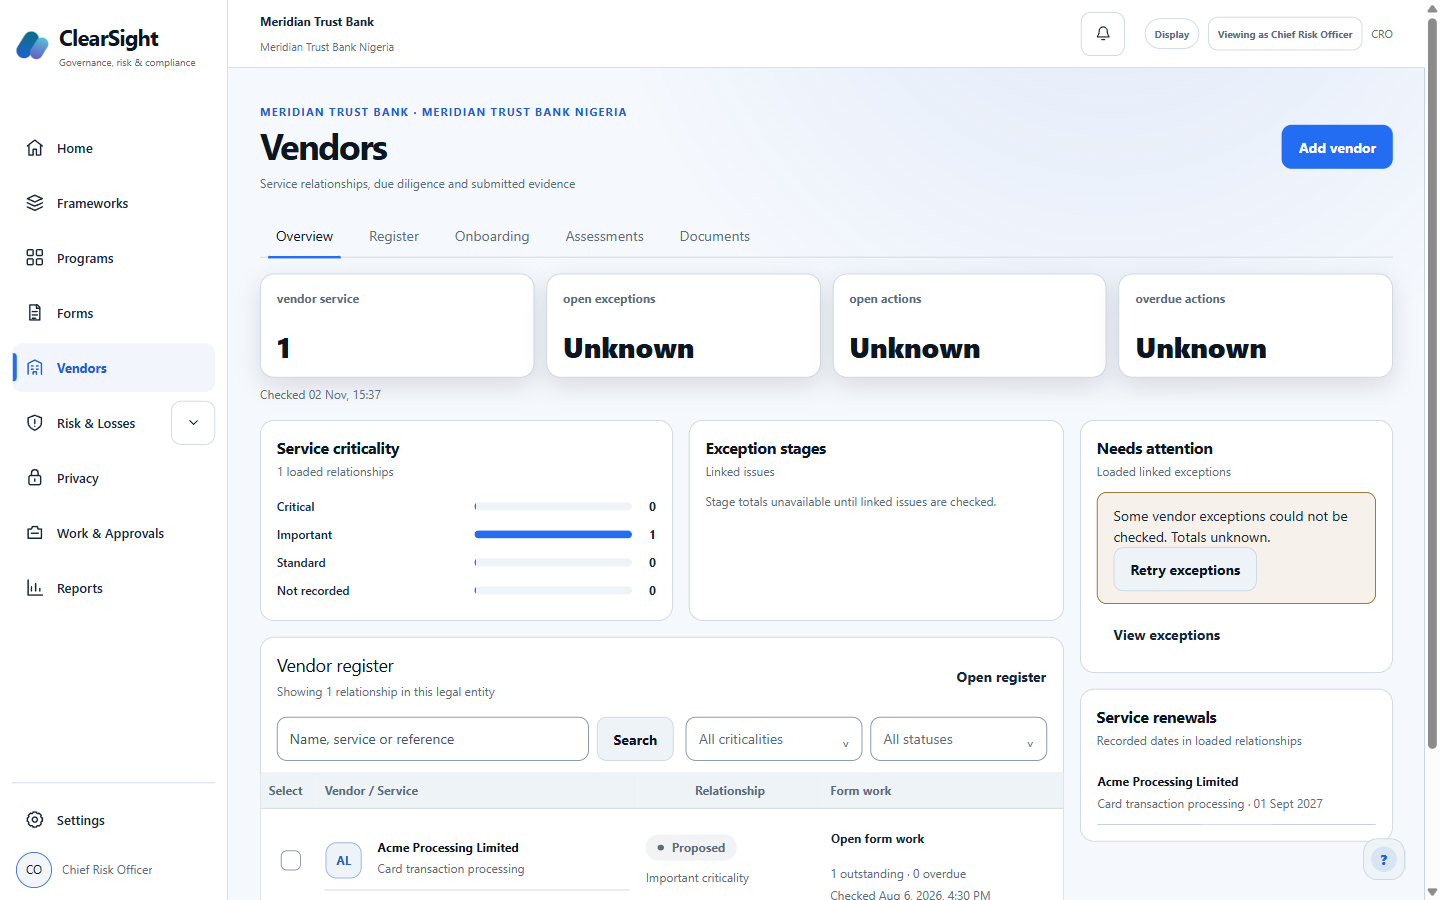 ClearSight
Governance, risk & compliance
Home
Frameworks
Programs
Forms
Vendors
Risk & Losses
Privacy
Work & Approvals
Reports
Settings
CO
Chief Risk Officer
Meridian Trust Bank
Meridian Trust Bank Nigeria
Display
Viewing as Chief Risk Officer
CRO
MERIDIAN TRUST BANK · MERIDIAN TRUST BANK NIGERIA
Vendors
Service relationships, due diligence and submitted evidence
Add vendor
Overview
Register
Onboarding
Assessments
Documents
vendor service
1
open exceptions
Unknown
open actions
Unknown
overdue actions
Unknown
Checked 02 Nov, 15:37
Service criticality
1 loaded relationships
Critical 0
Important 1
Standard 0
Not recorded 0
Exception stages
Linked issues
Stage totals unavailable until linked issues are checked.
Needs attention
Loaded linked exceptions
Some vendor exceptions could not be
checked. Totals unknown.
Retry exceptions
View exceptions
Vendor register
Showing 1 relationship in this legal entity
Open register
Name, service or reference
Search
All criticalities
All statuses
Select
Vendor / Service
Relationship
Form work
AL
Acme Processing Limited
Card transaction processing
Proposed
Important criticality
Open form work
1 outstanding · 0 overdue
Checked Aug 6, 2026, 4:30 PM
Service renewals
Recorded dates in loaded relationships
Acme Processing Limited
Card transaction processing · 01 Sept 2027
?